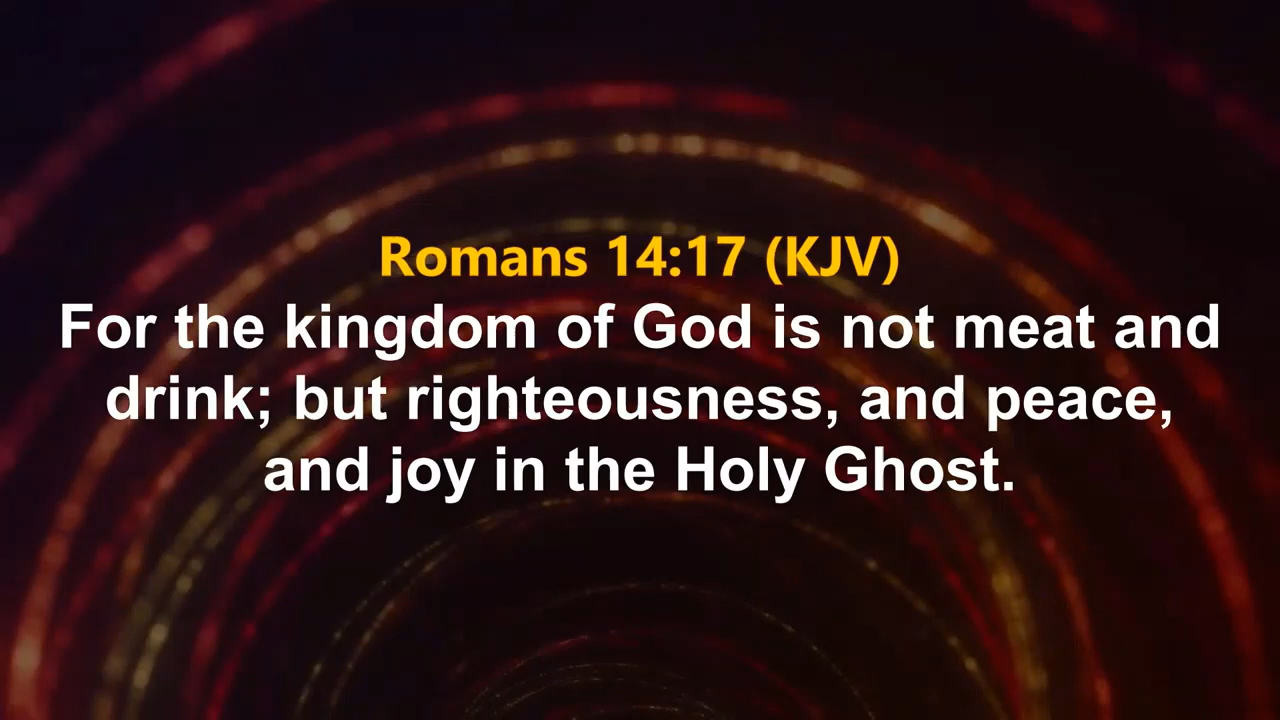 Romans 14:17 (KJV)
For the kingdom of God is not meat and
drink; but righteousness, and peace,
and joy in the Holy Ghost.